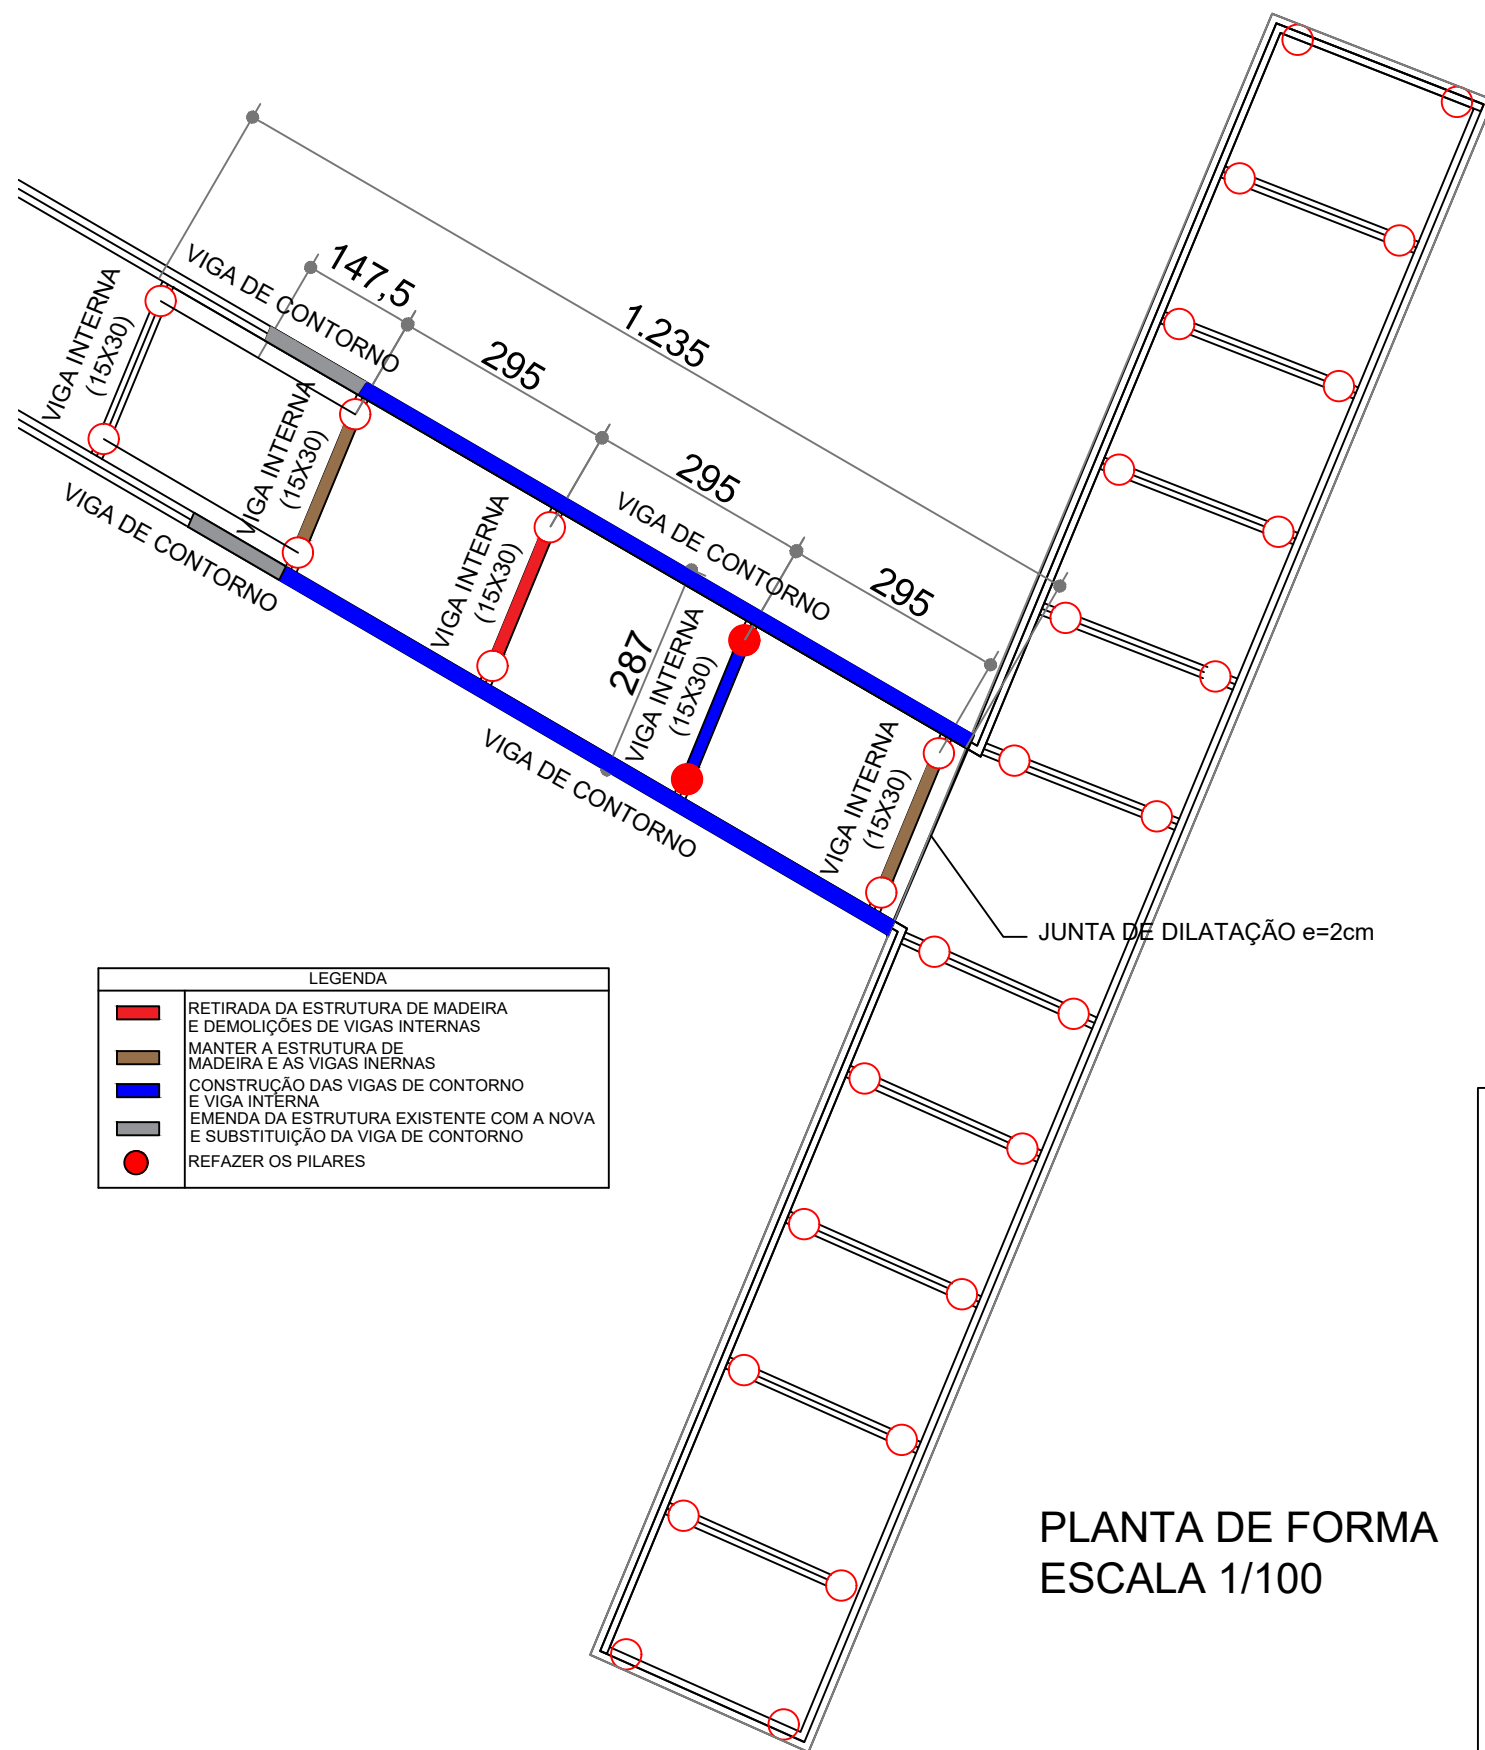 1.235
147,5
295
295
295
287
VIGA DE CONTORNO
VIGA DE CONTORNO
VIGA DE CONTORNO
VIGA DE CONTORNO
VIGA INTERNA
(15X30)
VIGA INTERNA
(15X30)
VIGA INTERNA
(15X30)
VIGA INTERNA
(15X30)
VIGA INTERNA
(15X30)
JUNTA DE DILATAÇÃO e=2cm
LEGENDA
RETIRADA DA ESTRUTURA DE MADEIRA
E DEMOLIÇÕES DE VIGAS INTERNAS
MANTER A ESTRUTURA DE
MADEIRA E AS VIGAS INERNAS
CONSTRUÇÃO DAS VIGAS DE CONTORNO
E VIGA INTERNA
EMENDA DA ESTRUTURA EXISTENTE COM A NOVA
E SUBSTITUIÇÃO DA VIGA DE CONTORNO
REFAZER OS PILARES
PLANTA DE FORMA
ESCALA 1/100